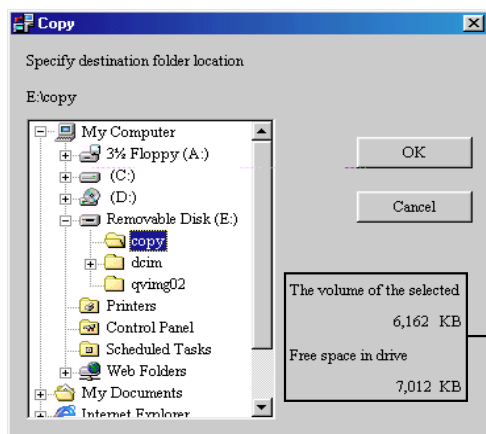 Copy
Specify destination folder location
E:\copy
My Computer
3½ Floppy (A:)
(C:)
(D:)
Removable Disk (E:)
copy
dcim
qvimg02
Printers
Control Panel
Scheduled Tasks
Web Folders
My Documents
Internet Explorer
OK
Cancel
The volume of the selected
6,162 KB
Free space in drive
7,012 KB